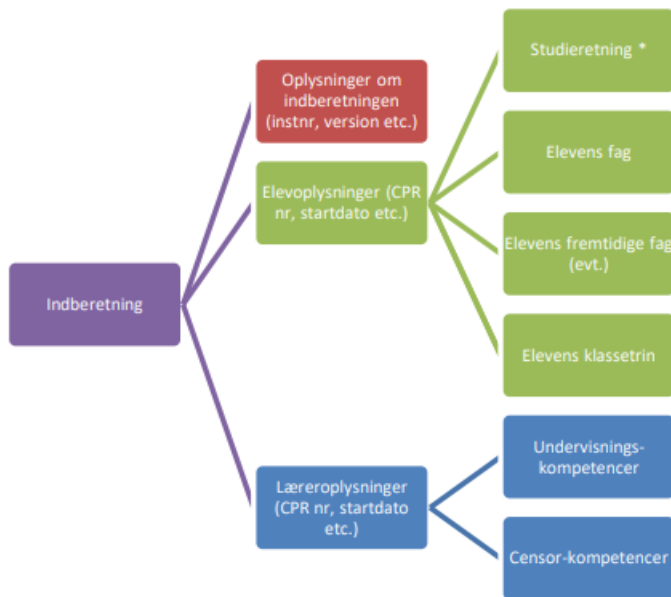 Studieretning *
Oplysninger om
indberetningen
(instnr, version etc.)
Elevens fag
Elevoplysninger (CPR
nr, startdato etc.)
Elevens fremtidige fag
(evt.)
Indberetning
Elevens klassetrin
Undervisnings-
kompetencer
Læreroplysninger
(CPR nr, startdato
etc.)
Censor-kompetencer